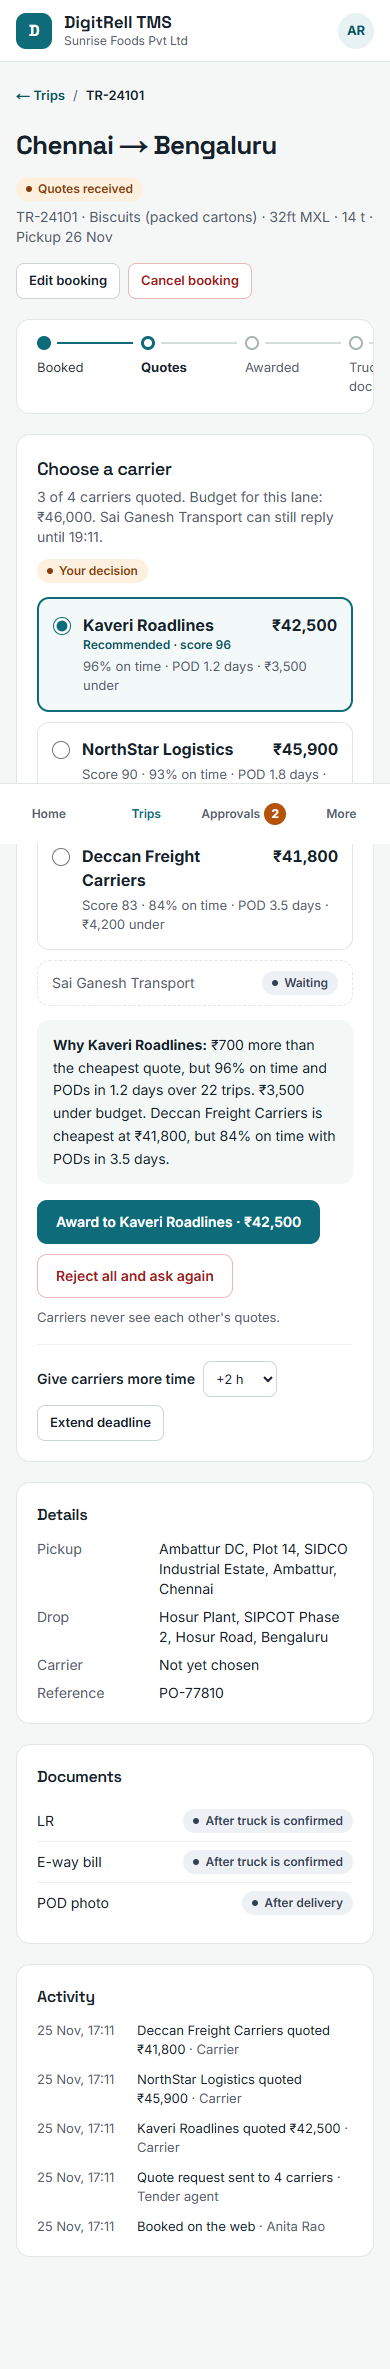 D
DigitRell TMS
Sunrise Foods Pvt Ltd
AR
← Trips / TR-24101
Chennai → Bengaluru
Quotes received
TR-24101 · Biscuits (packed cartons) · 32ft MXL · 14 t ·
Pickup 26 Nov
Edit booking
Cancel booking
Booked
Quotes
Awarded
Choose a carrier
3 of 4 carriers quoted. Budget for this lane:
₹46,000. Sai Ganesh Transport can still reply
until 19:11.
Your decision
Kaveri Roadlines ₹42,500
Recommended · score 96
96% on time · POD 1.2 days · ₹3,500
under
NorthStar Logistics ₹45,900
Score 90 · 93% on time · POD 1.8 days ·
Home
Trips
Approvals 2
More
Deccan Freight ₹41,800
Carriers
Score 83 · 84% on time · POD 3.5 days ·
₹4,200 under
Sai Ganesh Transport Waiting
Why Kaveri Roadlines: ₹700 more than
the cheapest quote, but 96% on time and
PODs in 1.2 days over 22 trips. ₹3,500
under budget. Deccan Freight Carriers is
cheapest at ₹41,800, but 84% on time with
PODs in 3.5 days.
Award to Kaveri Roadlines · ₹42,500
Reject all and ask again
Carriers never see each other's quotes.
Give carriers more time +2 h
Extend deadline
Details
Pickup Ambattur DC, Plot 14, SIDCO
Industrial Estate, Ambattur,
Chennai
Drop Hosur Plant, SIPCOT Phase
2, Hosur Road, Bengaluru
Carrier Not yet chosen
Reference PO-77810
Documents
LR After truck is confirmed
E-way bill After truck is confirmed
POD photo After delivery
Activity
25 Nov, 17:11 Deccan Freight Carriers quoted
₹41,800 · Carrier
25 Nov, 17:11 NorthStar Logistics quoted
₹45,900 · Carrier
25 Nov, 17:11 Kaveri Roadlines quoted ₹42,500 ·
Carrier
25 Nov, 17:11 Quote request sent to 4 carriers ·
Tender agent
25 Nov, 17:11 Booked on the web · Anita Rao